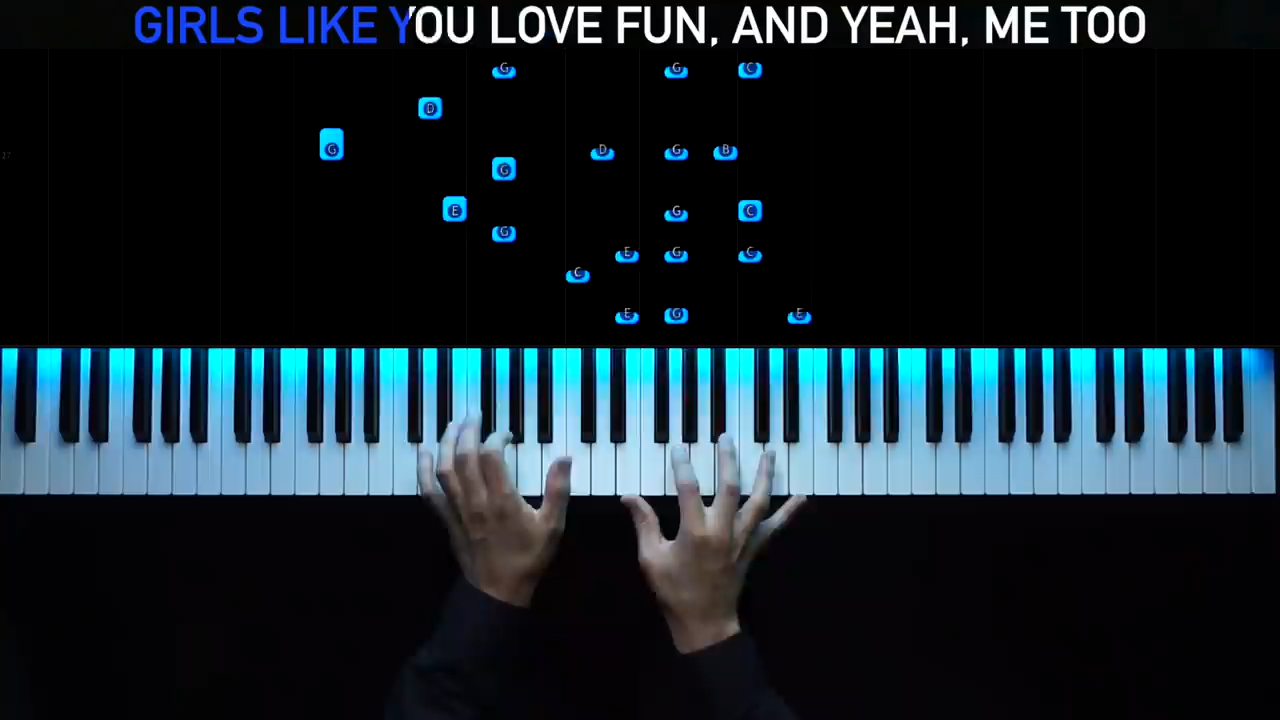 GIRLS LIKE YOU LOVE FUN, AND YEAH, ME TOO
G G C
D
G D G B
G
E G C
G
E G C
C
E G E